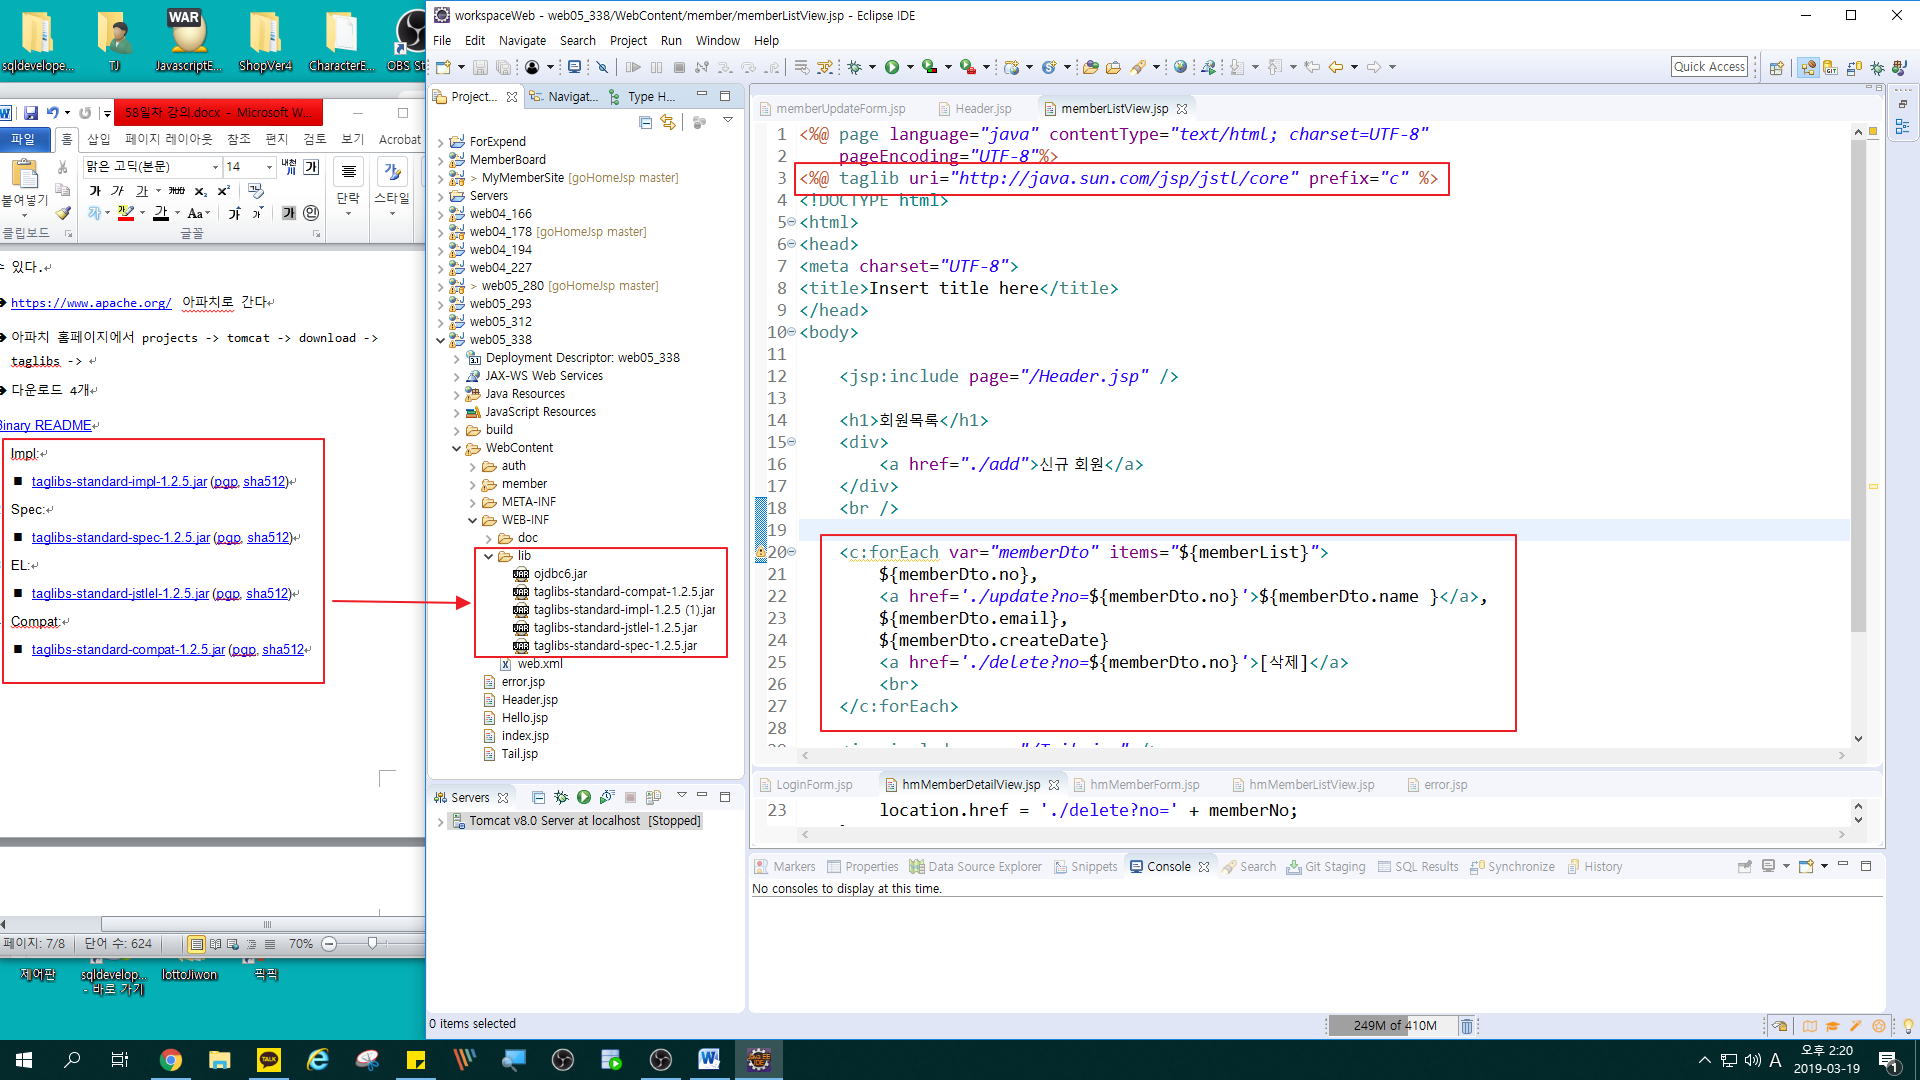 sqldevelope...
TJ
JavascriptE...
ShopVer4
CharacterE...
OBS St
WAR
58일차 강의.docx - Microsoft W...
파일
홈
삽입
페이지 레이아웃
참조
편지
검토
보기
Acrobat
붙여넣기
클립보드
맑은 고딕(본문)
14
글꼴
단락
스타일
있다.
https://www.apache.org/ 아파치로 간다
아파치 홈페이지에서 projects -> tomcat -> download ->
taglibs ->
다운로드 4개
Binary README
Impl:
taglibs-standard-impl-1.2.5.jar (pgp, sha512)
Spec:
taglibs-standard-spec-1.2.5.jar (pgp, sha512)
EL:
taglibs-standard-jstlel-1.2.5.jar (pgp, sha512)
Compat:
taglibs-standard-compat-1.2.5.jar (pgp, sha512
페이지: 7/8
단어 수: 624
70%
제어판
sqldevelop...
- 바로 가기
lottoJiwon
픽픽
workspaceWeb - web05_338/WebContent/member/memberListView.jsp - Eclipse IDE
File Edit Navigate Search Project Run Window Help
Quick Access
Project...
Navigat...
Type H...
ForExpend
MemberBoard
> MyMemberSite [goHomeJsp master]
Servers
web04_166
web04_178 [goHomeJsp master]
web04_194
web04_227
> web05_280 [goHomeJsp master]
web05_293
web05_312
web05_338
Deployment Descriptor: web05_338
JAX-WS Web Services
Java Resources
JavaScript Resources
build
WebContent
auth
member
META-INF
WEB-INF
doc
lib
ojdbc6.jar
taglibs-standard-compat-1.2.5.jar
taglibs-standard-impl-1.2.5 (1).jar
taglibs-standard-jstlel-1.2.5.jar
taglibs-standard-spec-1.2.5.jar
web.xml
error.jsp
Header.jsp
Hello.jsp
index.jsp
Tail.jsp
Servers
Tomcat v8.0 Server at localhost [Stopped]
0 items selected
memberUpdateForm.jsp
Header.jsp
memberListView.jsp
1 <%@ page language="java" contentType="text/html; charset=UTF-8"
2 pageEncoding="UTF-8"%>
3 <%@ taglib uri="http://java.sun.com/jsp/jstl/core" prefix="c" %>
4 <!DOCTYPE html>
5 <html>
6 <head>
7 <meta charset="UTF-8">
8 <title>Insert title here</title>
9 </head>
10 <body>
11
12 <jsp:include page="/Header.jsp" />
13
14 <h1>회원목록</h1>
15 <div>
16 <a href="./add">신규 회원</a>
17 </div>
18 <br />
19
20 <c:forEach var="memberDto" items="${memberList}">
21 ${memberDto.no},
22 <a href='./update?no=${memberDto.no}'>${memberDto.name }</a>,
23 ${memberDto.email},
24 ${memberDto.createDate}
25 <a href='./delete?no=${memberDto.no}'>[삭제]</a>
26 <br>
27 </c:forEach>
28
LoginForm.jsp
hmMemberDetailView.jsp
hmMemberForm.jsp
hmMemberListView.jsp
error.jsp
23 location.href = './delete?no=' + memberNo;
Markers
Properties
Data Source Explorer
Snippets
Console
Search
Git Staging
SQL Results
Synchronize
History
No consoles to display at this time.
249M of 410M
TALK
A
오후 2:20
2019-03-19
1